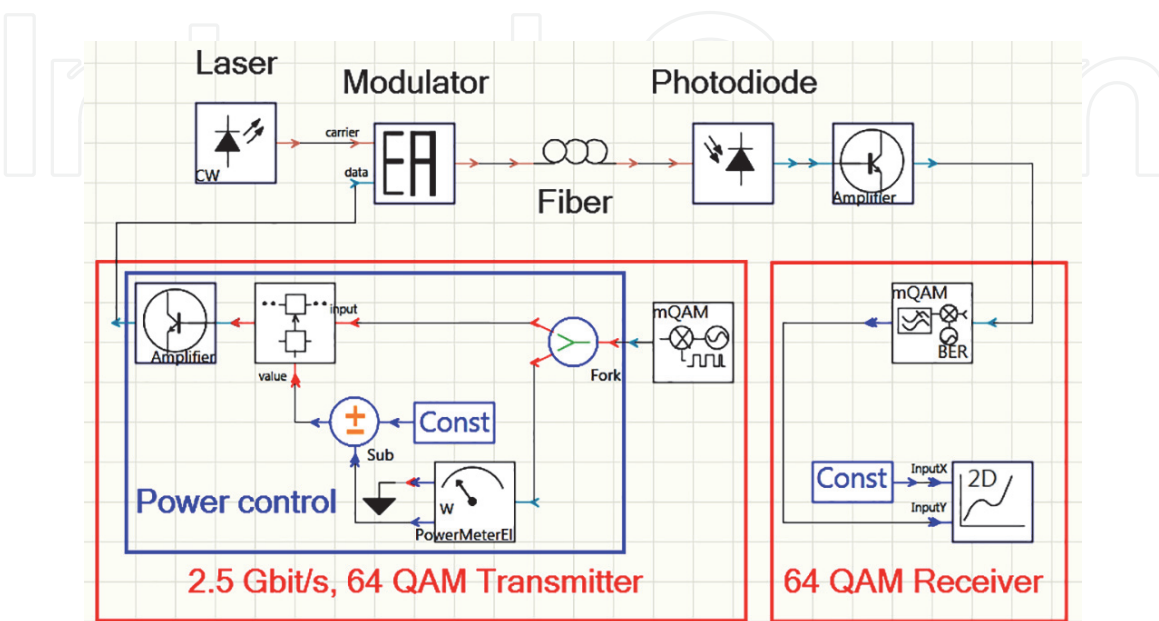 Laser
Modulator
Photodiode
carrier
data
CW
EA
Fiber
Amplifier
mQAM
input
mQAM
BER
Amplifier
value
Fork
Const
Sub
Power control
W
PowerMeterEl
Const
InputX
InputY
2D
2.5 Gbit/s, 64 QAM Transmitter
64 QAM Receiver